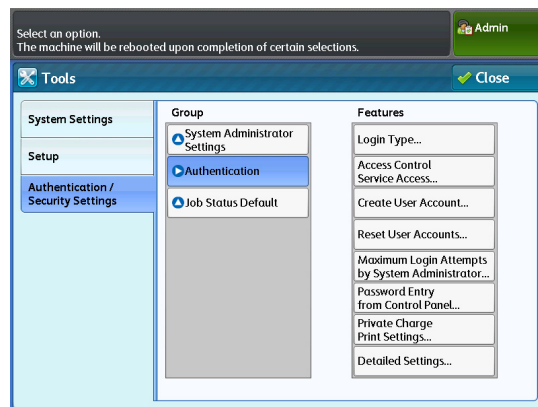 Select an option.
The machine will be rebooted upon completion of certain selections.
Admin
Tools
Close
System Settings
Setup
Authentication /
Security Settings
Group
System Administrator
Settings
Authentication
Job Status Default
Features
Login Type...
Access Control
Service Access...
Create User Account...
Reset User Accounts...
Maximum Login Attempts
by System Administrator...
Password Entry
from Control Panel...
Private Charge
Print Settings...
Detailed Settings...